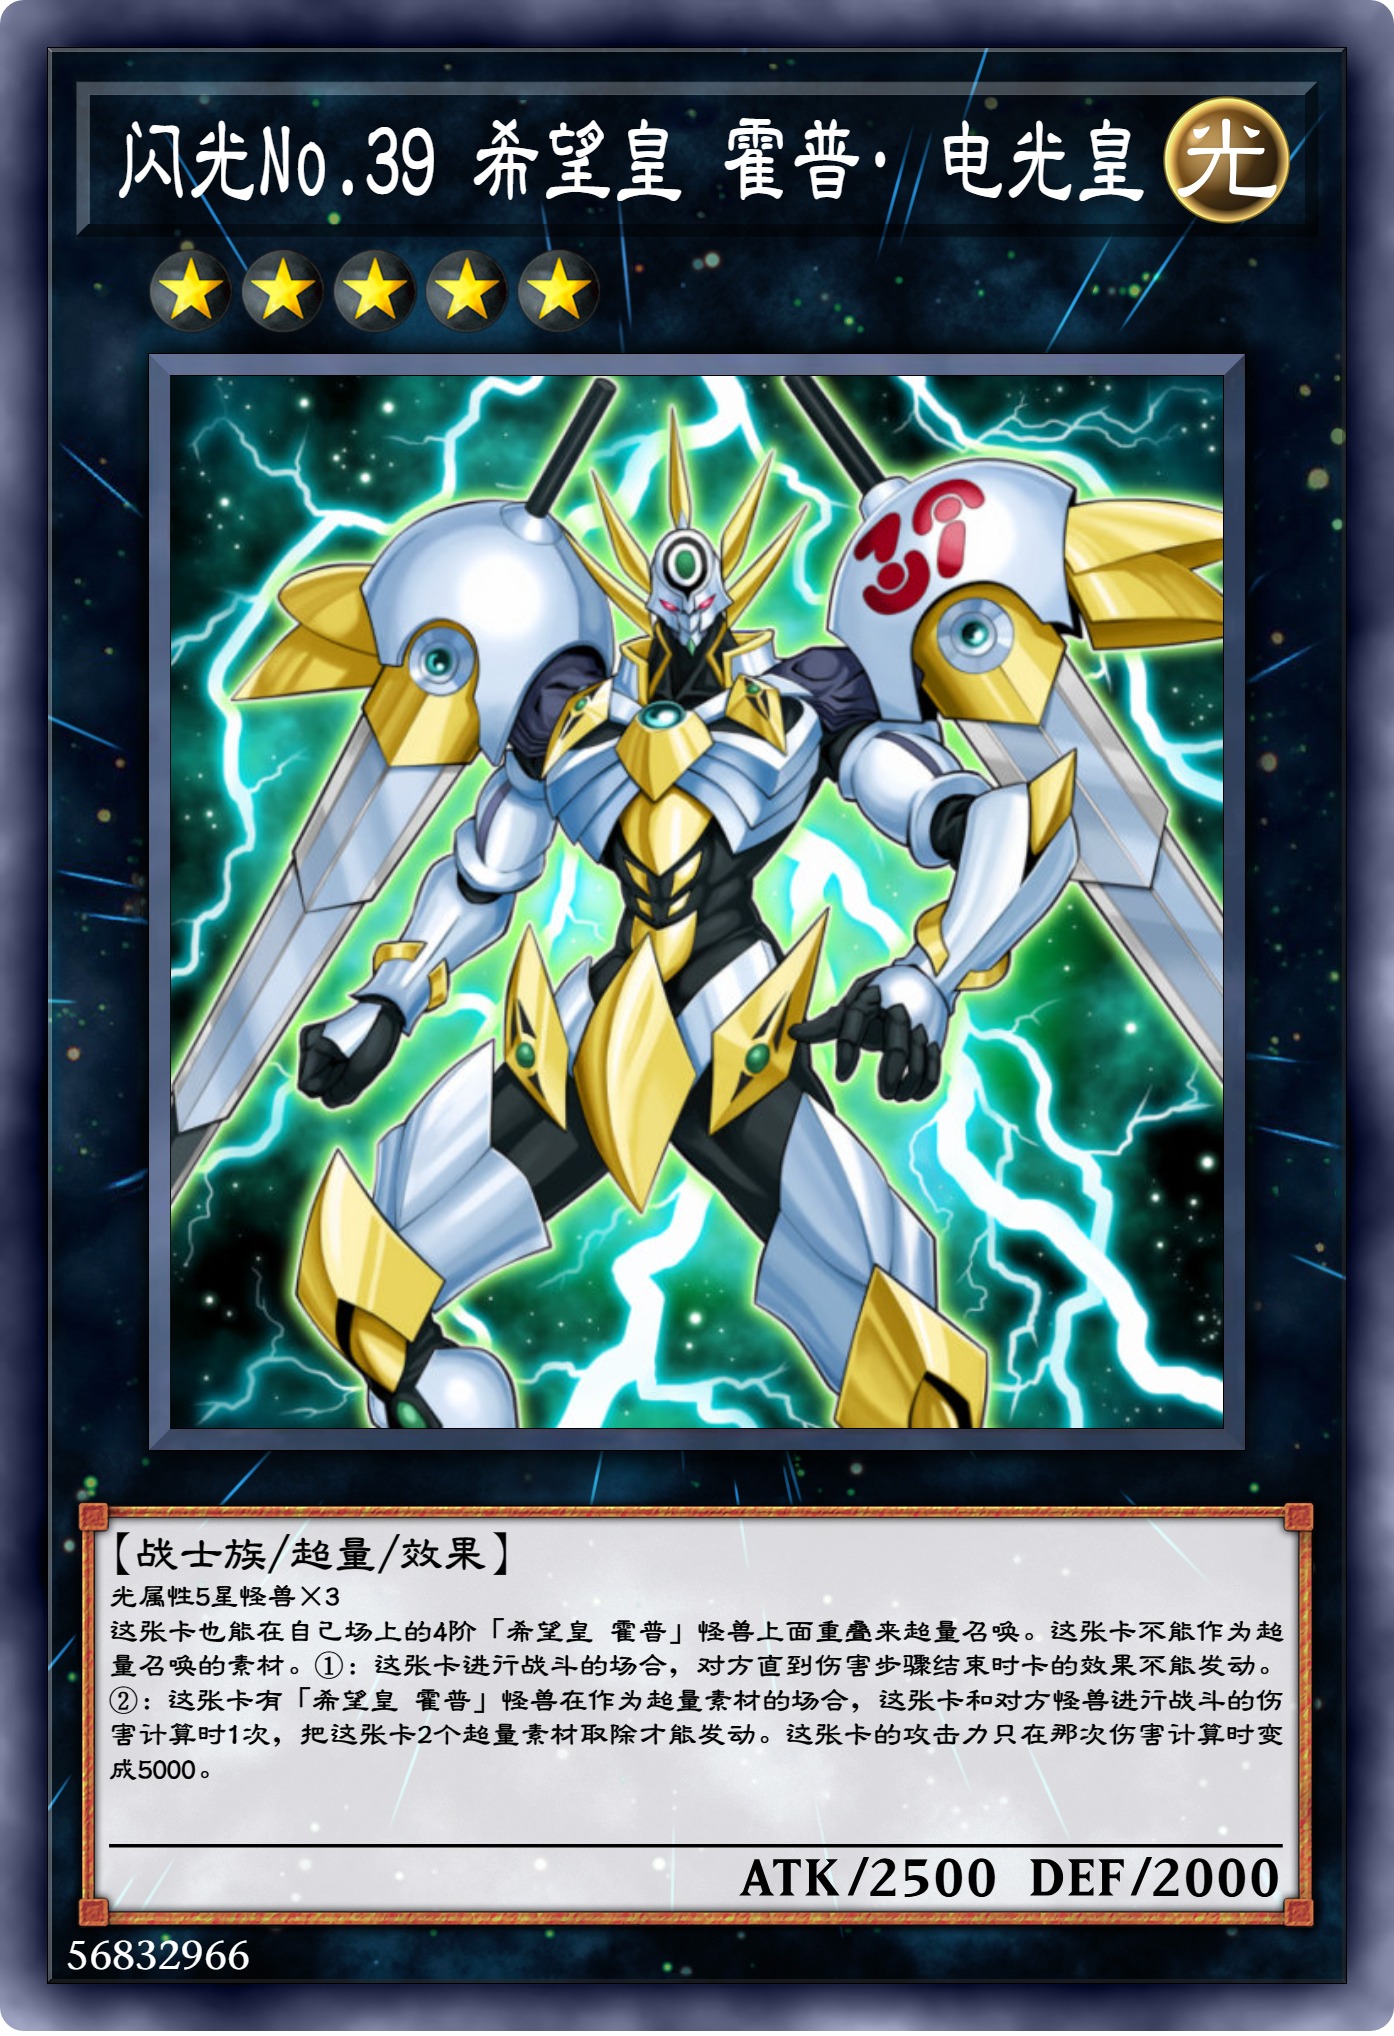 闪光No.39 希望皇 霍普· 电光皇 光
39
【战士族/超量/效果】
光属性5星怪兽×3
这张卡也能在自己场上的4阶「希望皇 霍普」怪兽上面重叠来超量召唤。这张卡不能作为超
量召唤的素材。①：这张卡进行战斗的场合，对方直到伤害步骤结束时卡的效果不能发动。
②：这张卡有「希望皇 霍普」怪兽在作为超量素材的场合，这张卡和对方怪兽进行战斗的伤
害计算时1次，把这张卡2个超量素材取除才能发动。这张卡的攻击力只在那次伤害计算时变
成5000。
ATK/2500 DEF/2000
56832966